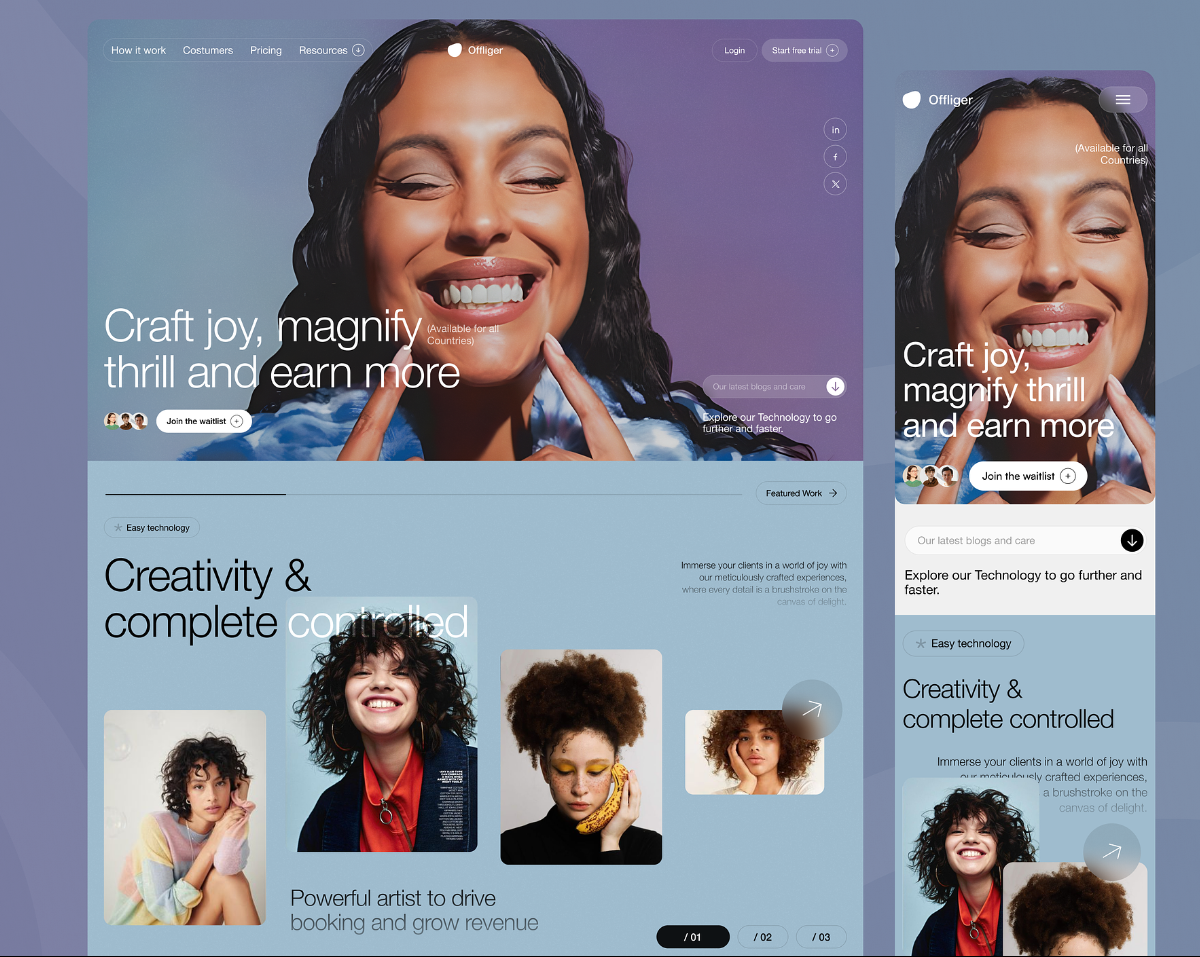 How it work
Costumers
Pricing
Resources
Offliger
Login
Start free trial
in
f
X
Craft joy, magnify
(Available for all
Countries)
thrill and earn more
Join the waitlist
Our latest blogs and care
Explore our Technology to go
further and faster.
Featured Work
Easy technology
Creativity &
complete controlled
Immerse your clients in a world of joy with
our meticulously crafted experiences,
where every detail is a brushstroke on the
canvas of delight.
Powerful artist to drive
booking and grow revenue
/ 01
/ 02
/ 03
Offliger
(Available for all
Countries)
Craft joy,
magnify thrill
and earn more
Join the waitlist
Our latest blogs and care
Explore our Technology to go further and
faster.
Easy technology
Creativity &
complete controlled
Immerse your clients in a world of joy with
our meticulously crafted experiences,
a brushstroke on the
canvas of delight.